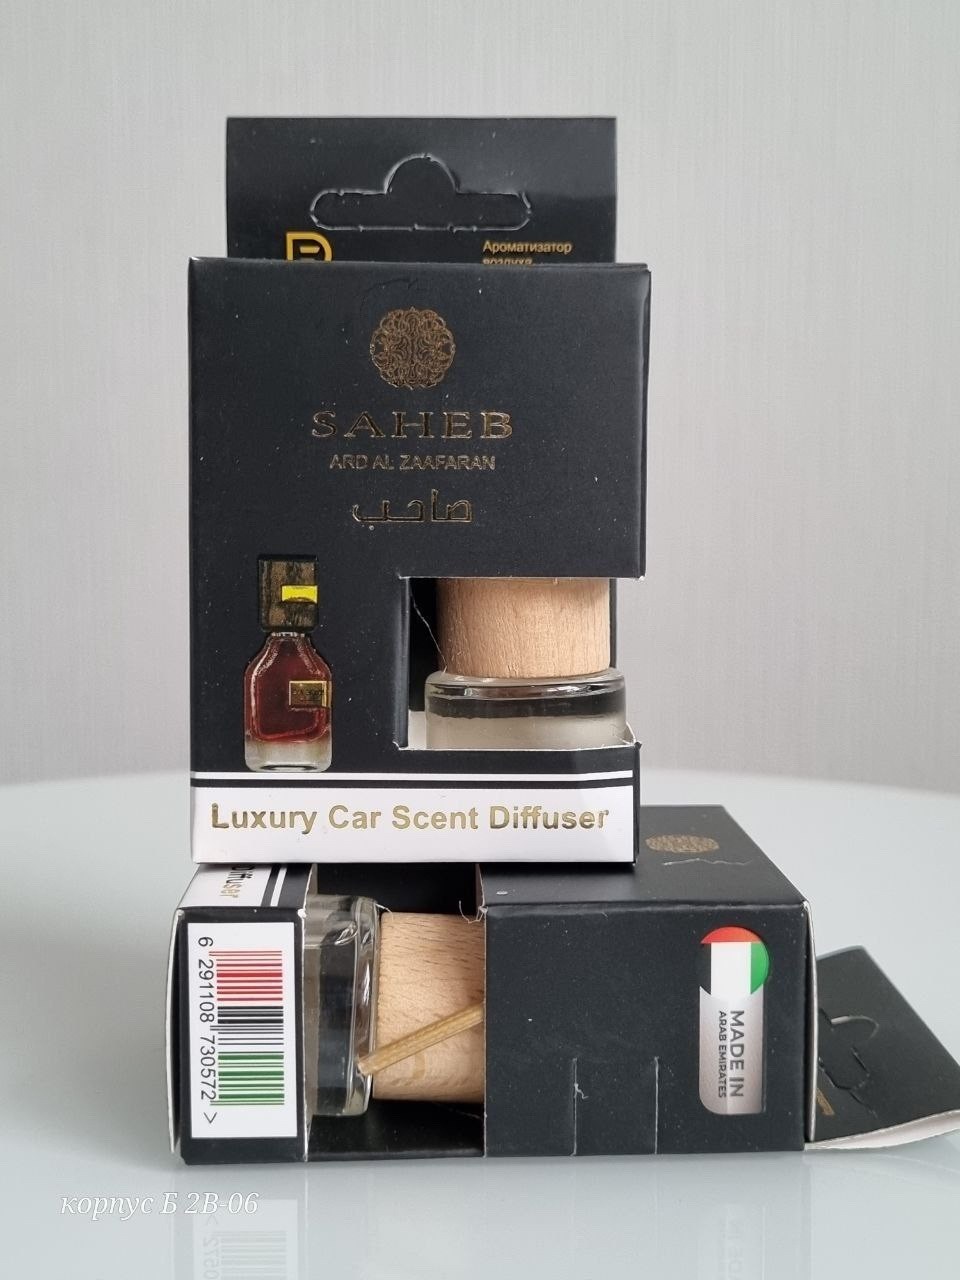 Ароматизатор
воздуха
SAHEB
ARD AL ZAAFARAN
صاحب
Luxury Car Scent Diffuser
Diffuser
6 291108 730572 >
MADE IN
ARAB EMIRATES
корпус Б 2В-06